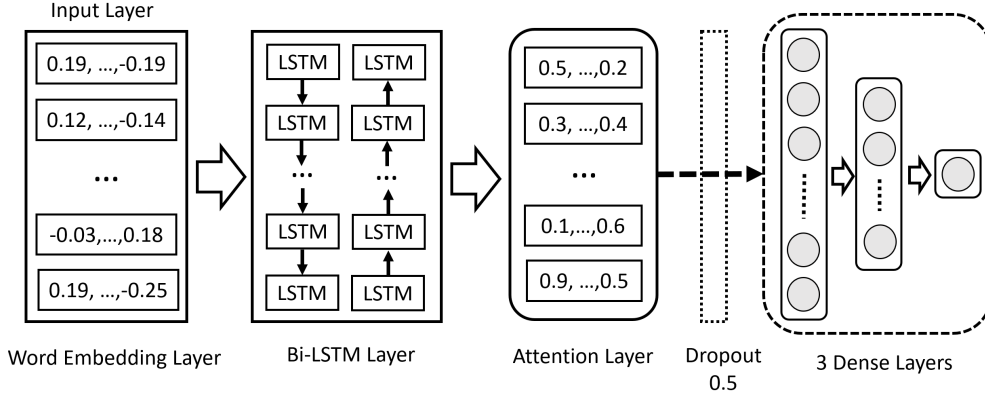 Input Layer
0.19, ...,-0.19
0.12, ...,-0.14
...
-0.03,...,0.18
0.19, ...,-0.25
Word Embedding Layer
LSTM LSTM
LSTM LSTM
... ...
LSTM LSTM
LSTM LSTM
Bi-LSTM Layer
0.5, ...,0.2
0.3, ...,0.4
...
0.1,...,0.6
0.9, ...,0.5
Attention Layer
Dropout
0.5
3 Dense Layers